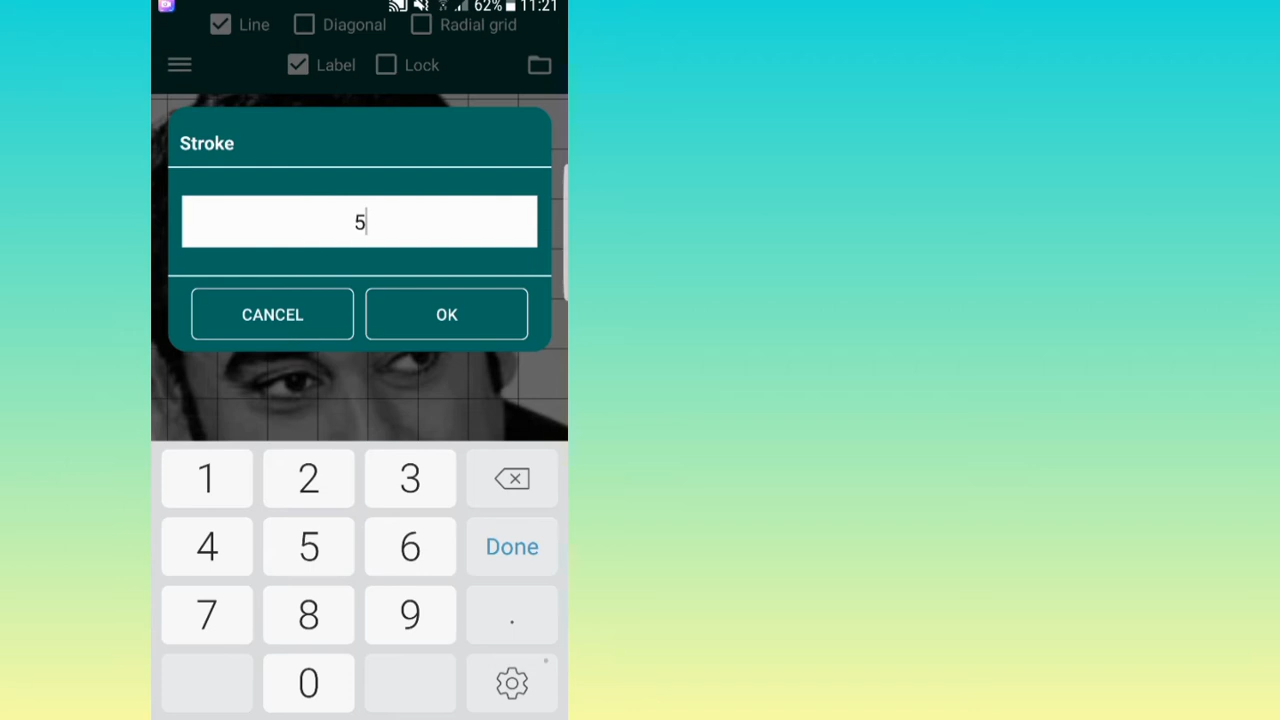 62% 11:21
Line Diagonal Radial grid
Label Lock
Stroke
5
CANCEL OK
1 2 3
4 5 6 Done
7 8 9 .
0